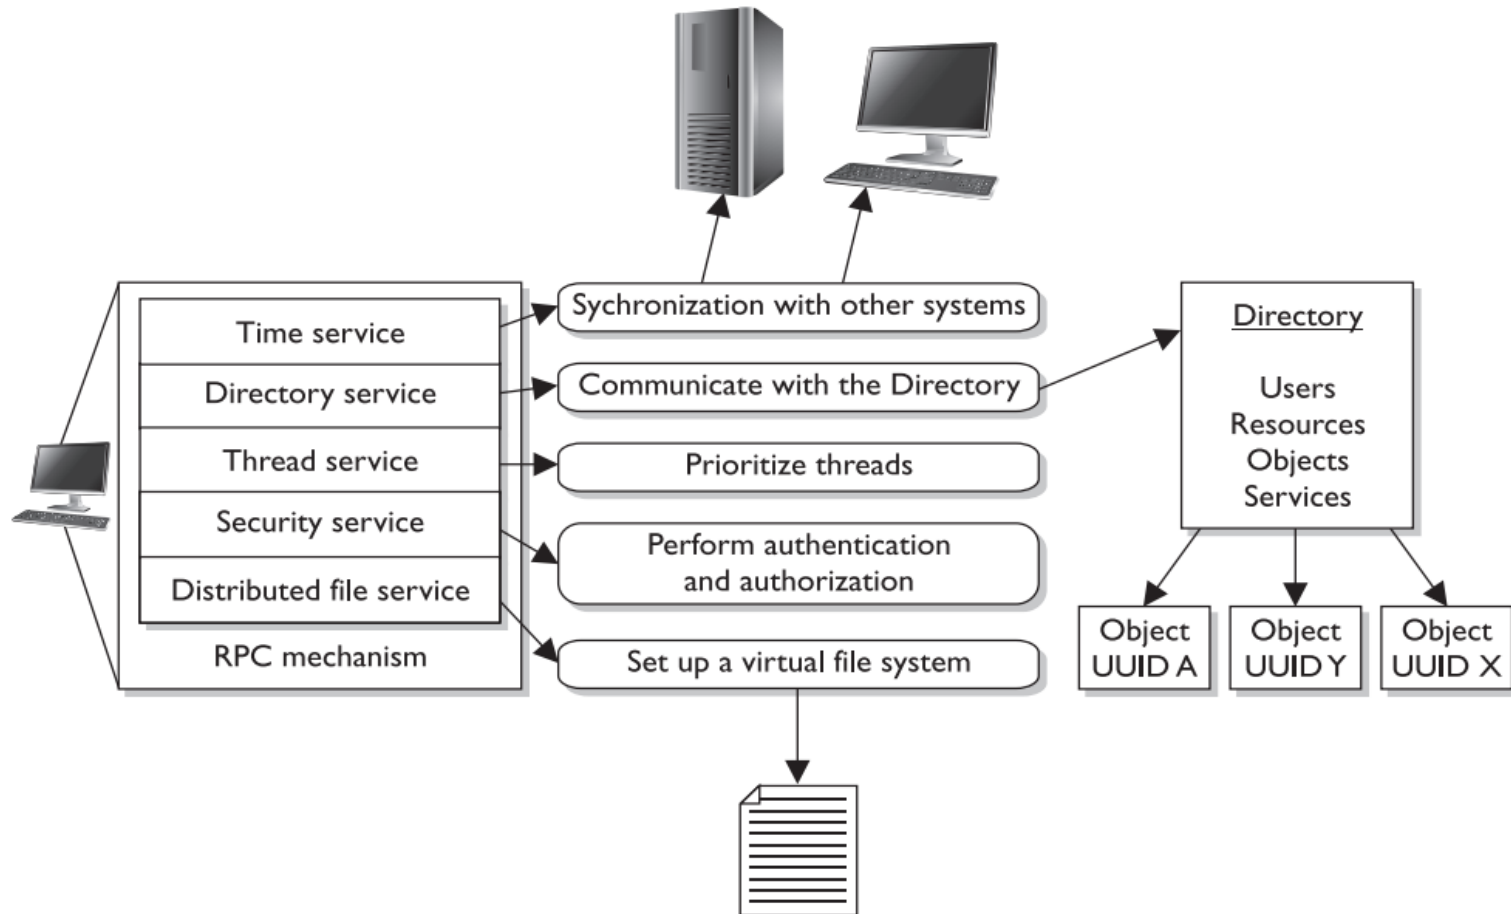 Time service
Directory service
Thread service
Security service
Distributed file service
RPC mechanism
Sychronization with other systems
Communicate with the Directory
Prioritize threads
Perform authentication
and authorization
Set up a virtual file system
Directory
Users
Resources
Objects
Services
Object
UUID A
Object
UUID Y
Object
UUID X